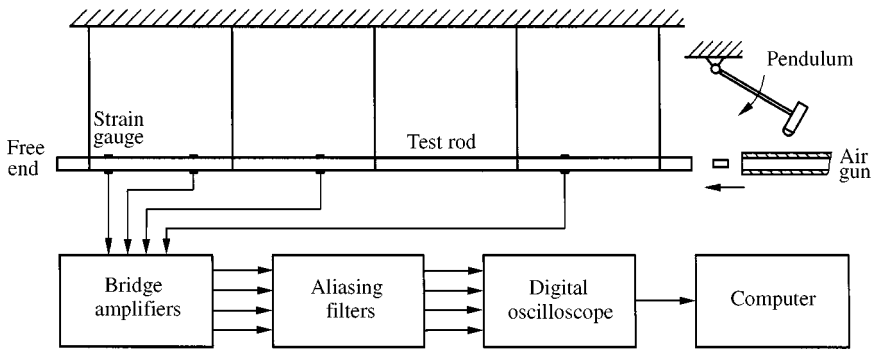 Pendulum
Strain
gauge
Test rod
Free
end
Air
gun
Bridge
amplifiers
Aliasing
filters
Digital
oscilloscope
Computer